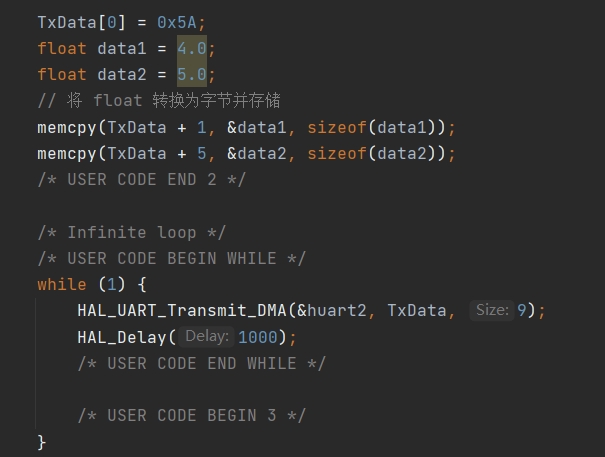 TxData[0] = 0x5A;
float data1 = 4.0;
float data2 = 5.0;
// 将 float 转换为字节并存储
memcpy(TxData + 1, &data1, sizeof(data1));
memcpy(TxData + 5, &data2, sizeof(data2));
/* USER CODE END 2 */
/* Infinite loop */
/* USER CODE BEGIN WHILE */
while (1) {
HAL_UART_Transmit_DMA(&huart2, TxData, Size: 9);
HAL_Delay( Delay: 1000);
/* USER CODE END WHILE */
/* USER CODE BEGIN 3 */
}